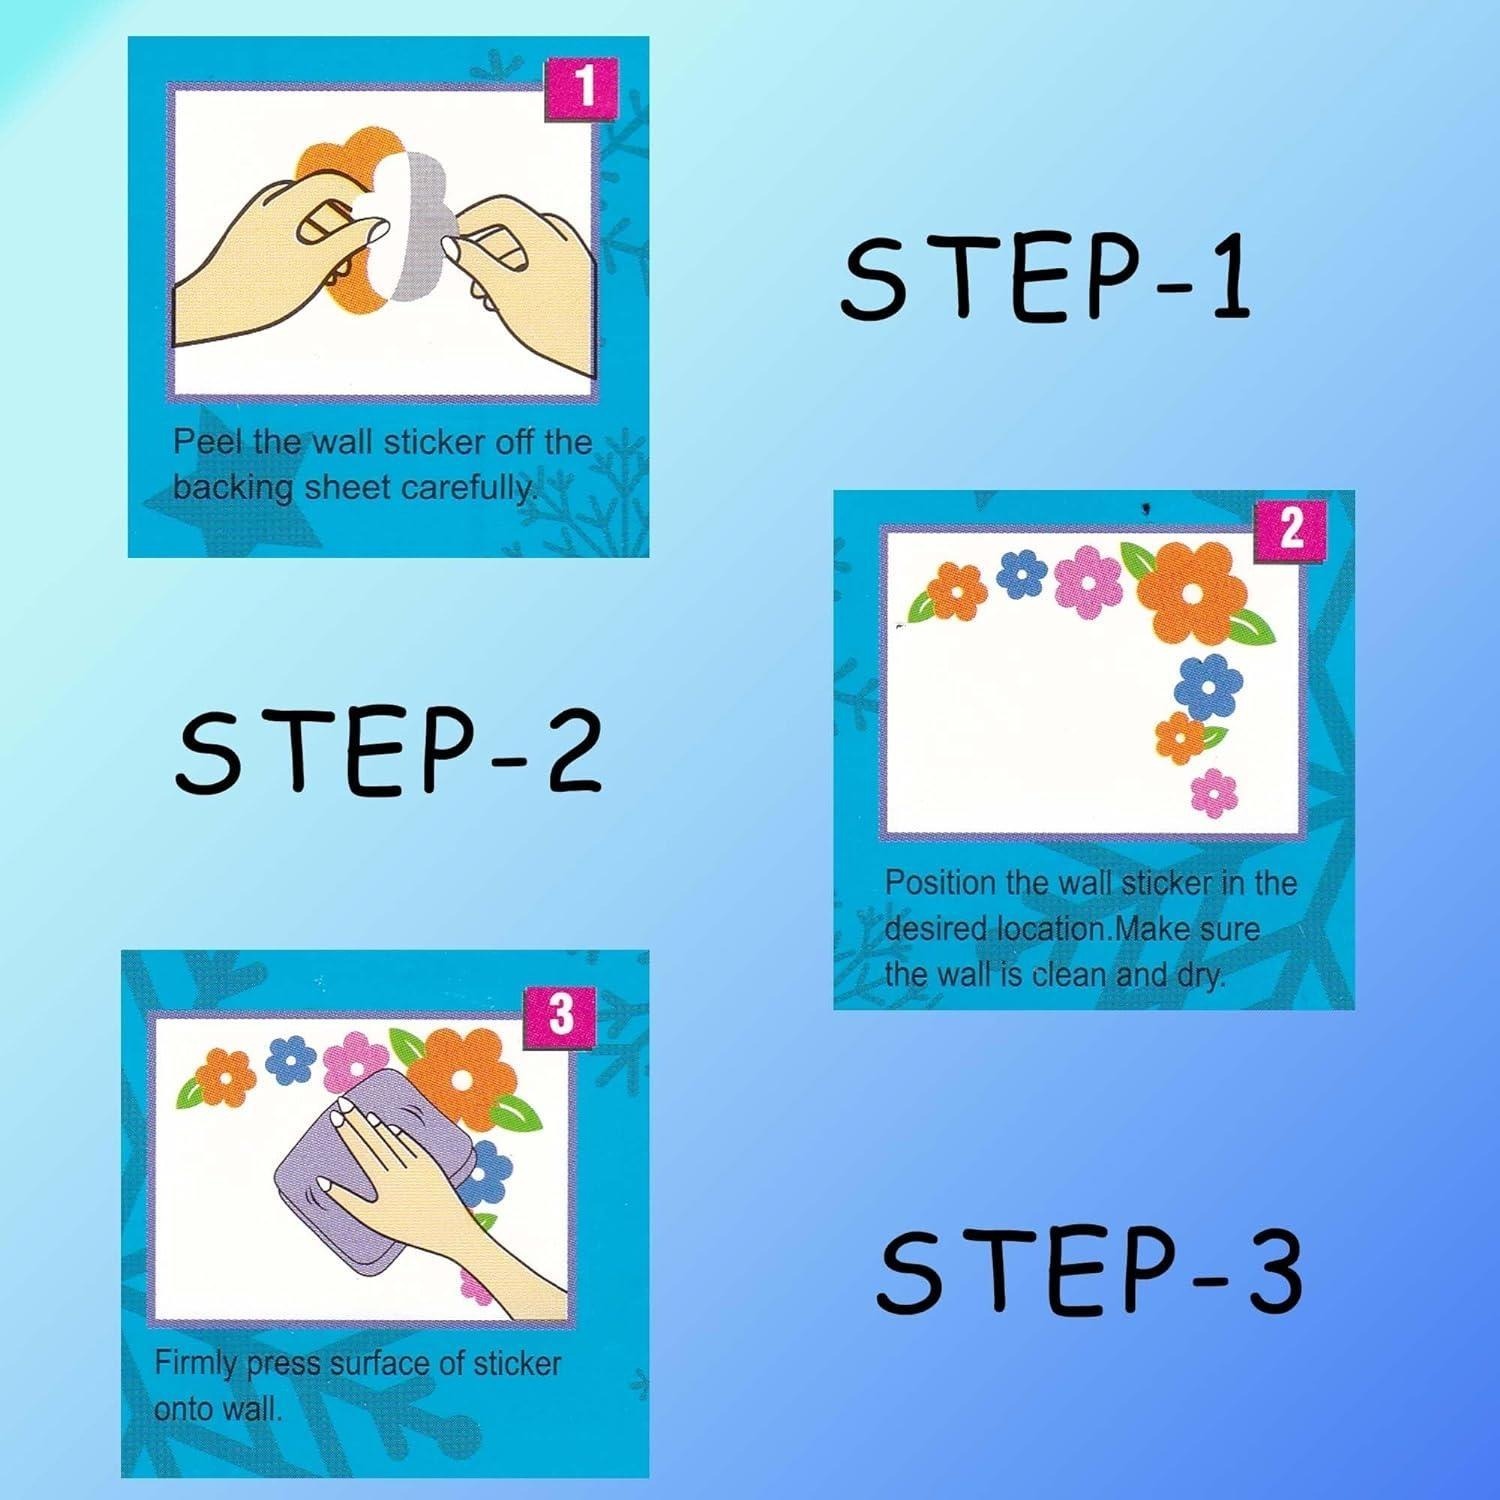 1
Peel the wall sticker off the
backing sheet carefully.
STEP-1
STEP-2
2
Position the wall sticker in the
desired location.Make sure
the wall is clean and dry.
3
Firmly press surface of sticker
onto wall.
STEP-3